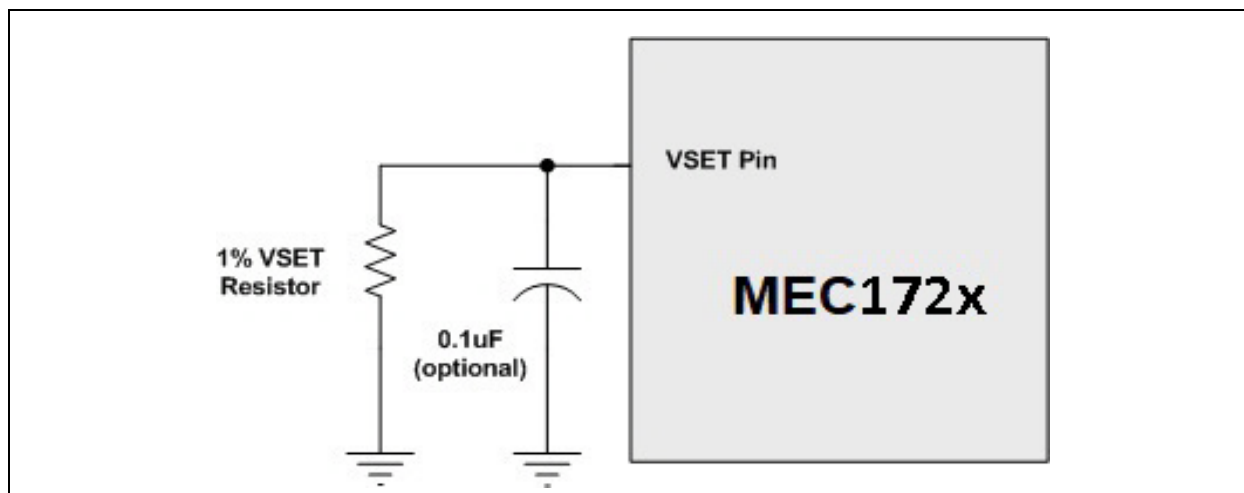 VSET Pin
1% VSET
Resistor
MEC172x
0.1uF
(optional)